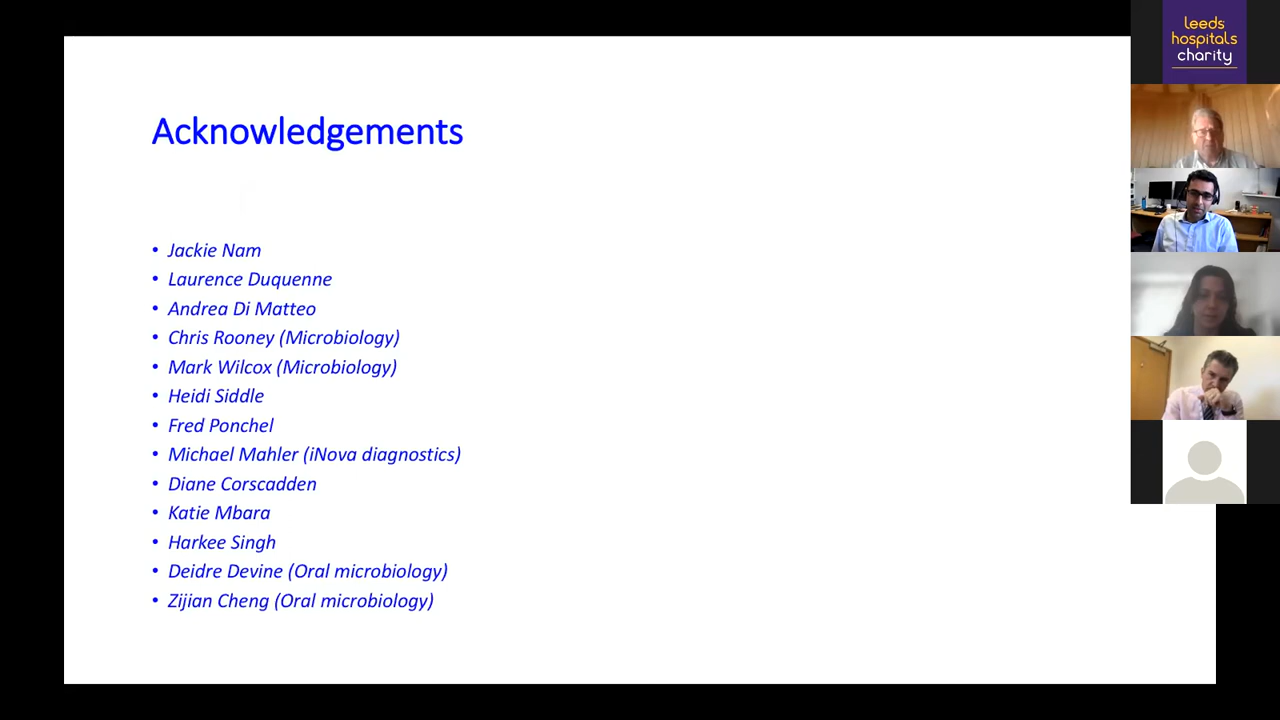 Acknowledgements
• Jackie Nam
• Laurence Duquenne
• Andrea Di Matteo
• Chris Rooney (Microbiology)
• Mark Wilcox (Microbiology)
• Heidi Siddle
• Fred Ponchel
• Michael Mahler (iNova diagnostics)
• Diane Corscadden
• Katie Mbara
• Harkee Singh
• Deidre Devine (Oral microbiology)
• Zijian Cheng (Oral microbiology)
leeds
hospitals
charity